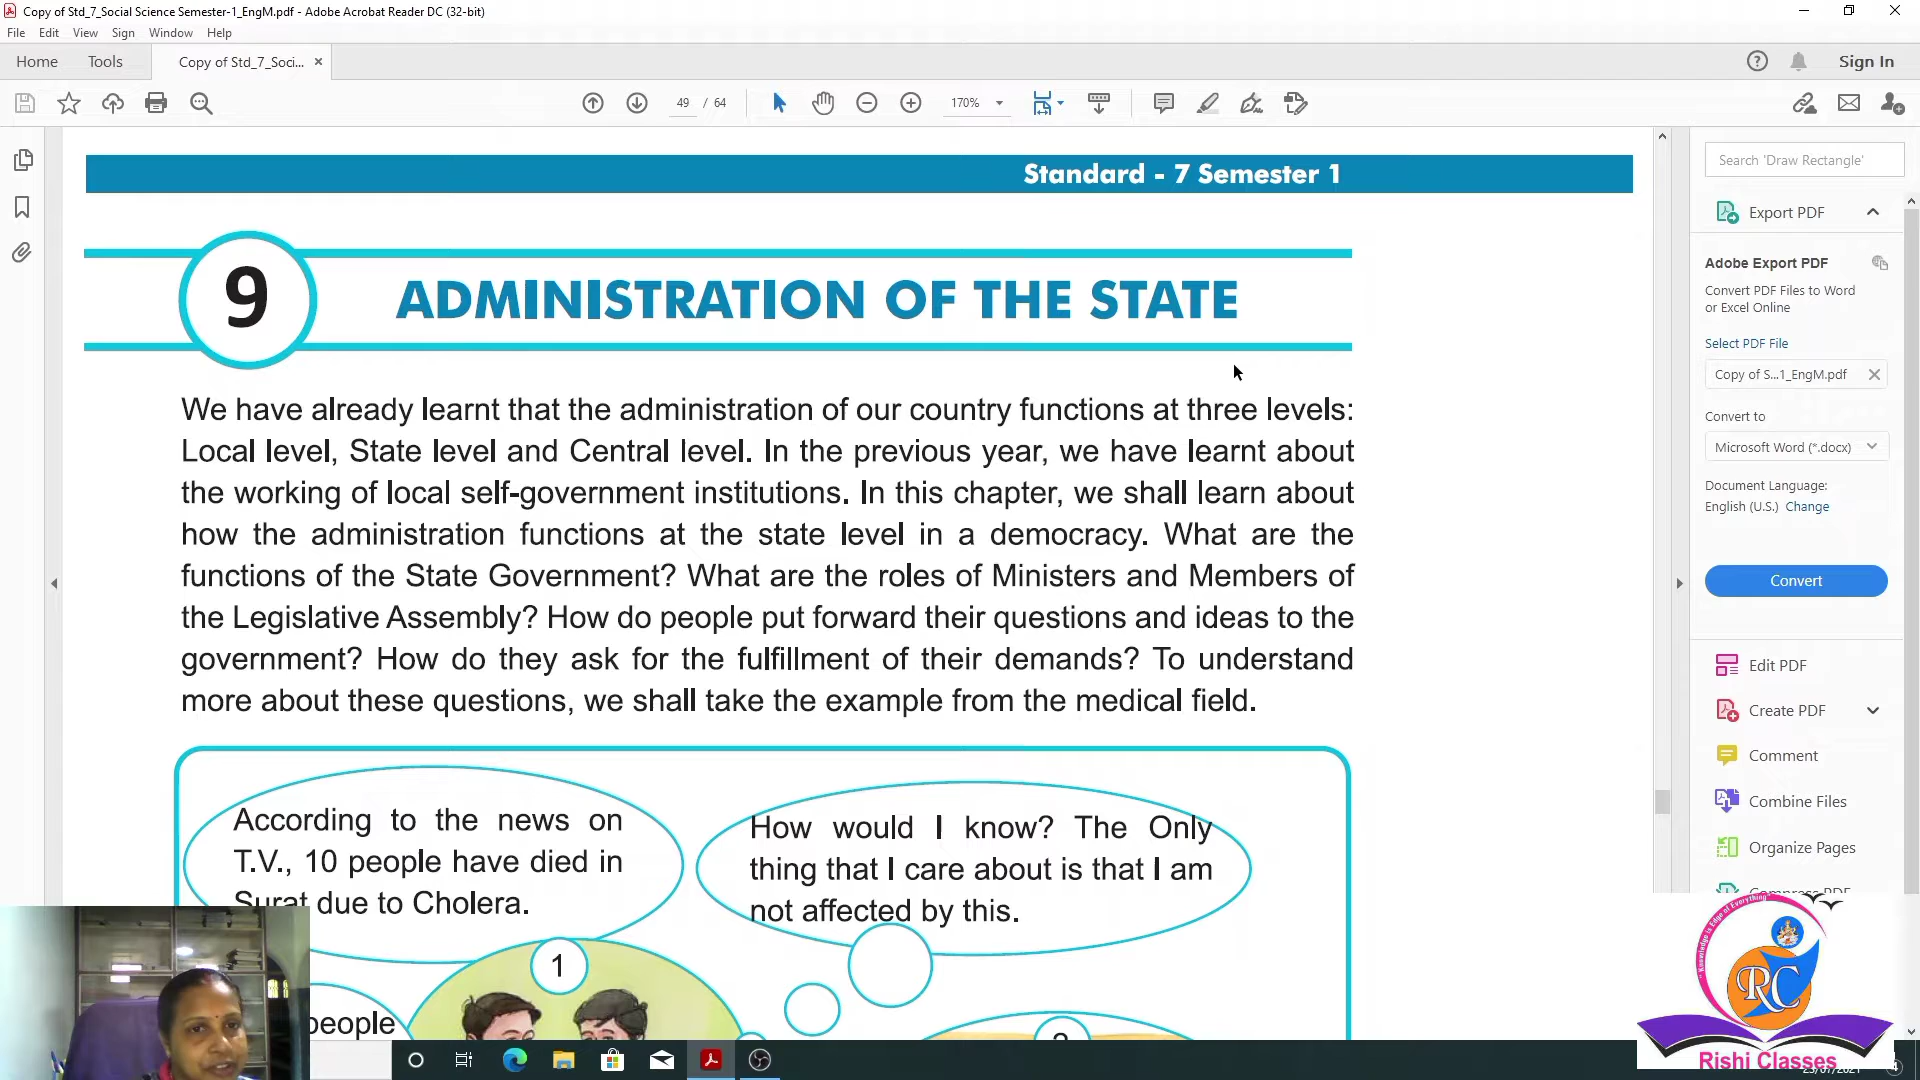 Copy of Std_7_Social Science Semester-1_EngM.pdf - Adobe Acrobat Reader DC (32-bit)
File Edit View Sign Window Help
Home Tools Copy of Std_7_Soci... Sign In
49 / 64 170%
Standard - 7 Semester 1
9 ADMINISTRATION OF THE STATE
We have already learnt that the administration of our country functions at three levels:
Local level, State level and Central level. In the previous year, we have learnt about
the working of local self-government institutions. In this chapter, we shall learn about
how the administration functions at the state level in a democracy. What are the
functions of the State Government? What are the roles of Ministers and Members of
the Legislative Assembly? How do people put forward their questions and ideas to the
government? How do they ask for the fulfillment of their demands? To understand
more about these questions, we shall take the example from the medical field.
According to the news on
T.V., 10 people have died in
Surat due to Cholera.
How would I know? The Only
thing that I care about is that I am
not affected by this.
1
people
2
Search 'Draw Rectangle'
Export PDF
Adobe Export PDF
Convert PDF Files to Word
or Excel Online
Select PDF File
Copy of S...1_EngM.pdf
Convert to
Microsoft Word (*.docx)
Document Language:
English (U.S.) Change
Convert
Edit PDF
Create PDF
Comment
Combine Files
Organize Pages
Compress PDF
"Knowledge is Edge of Everything"
RC
Rishi Classes